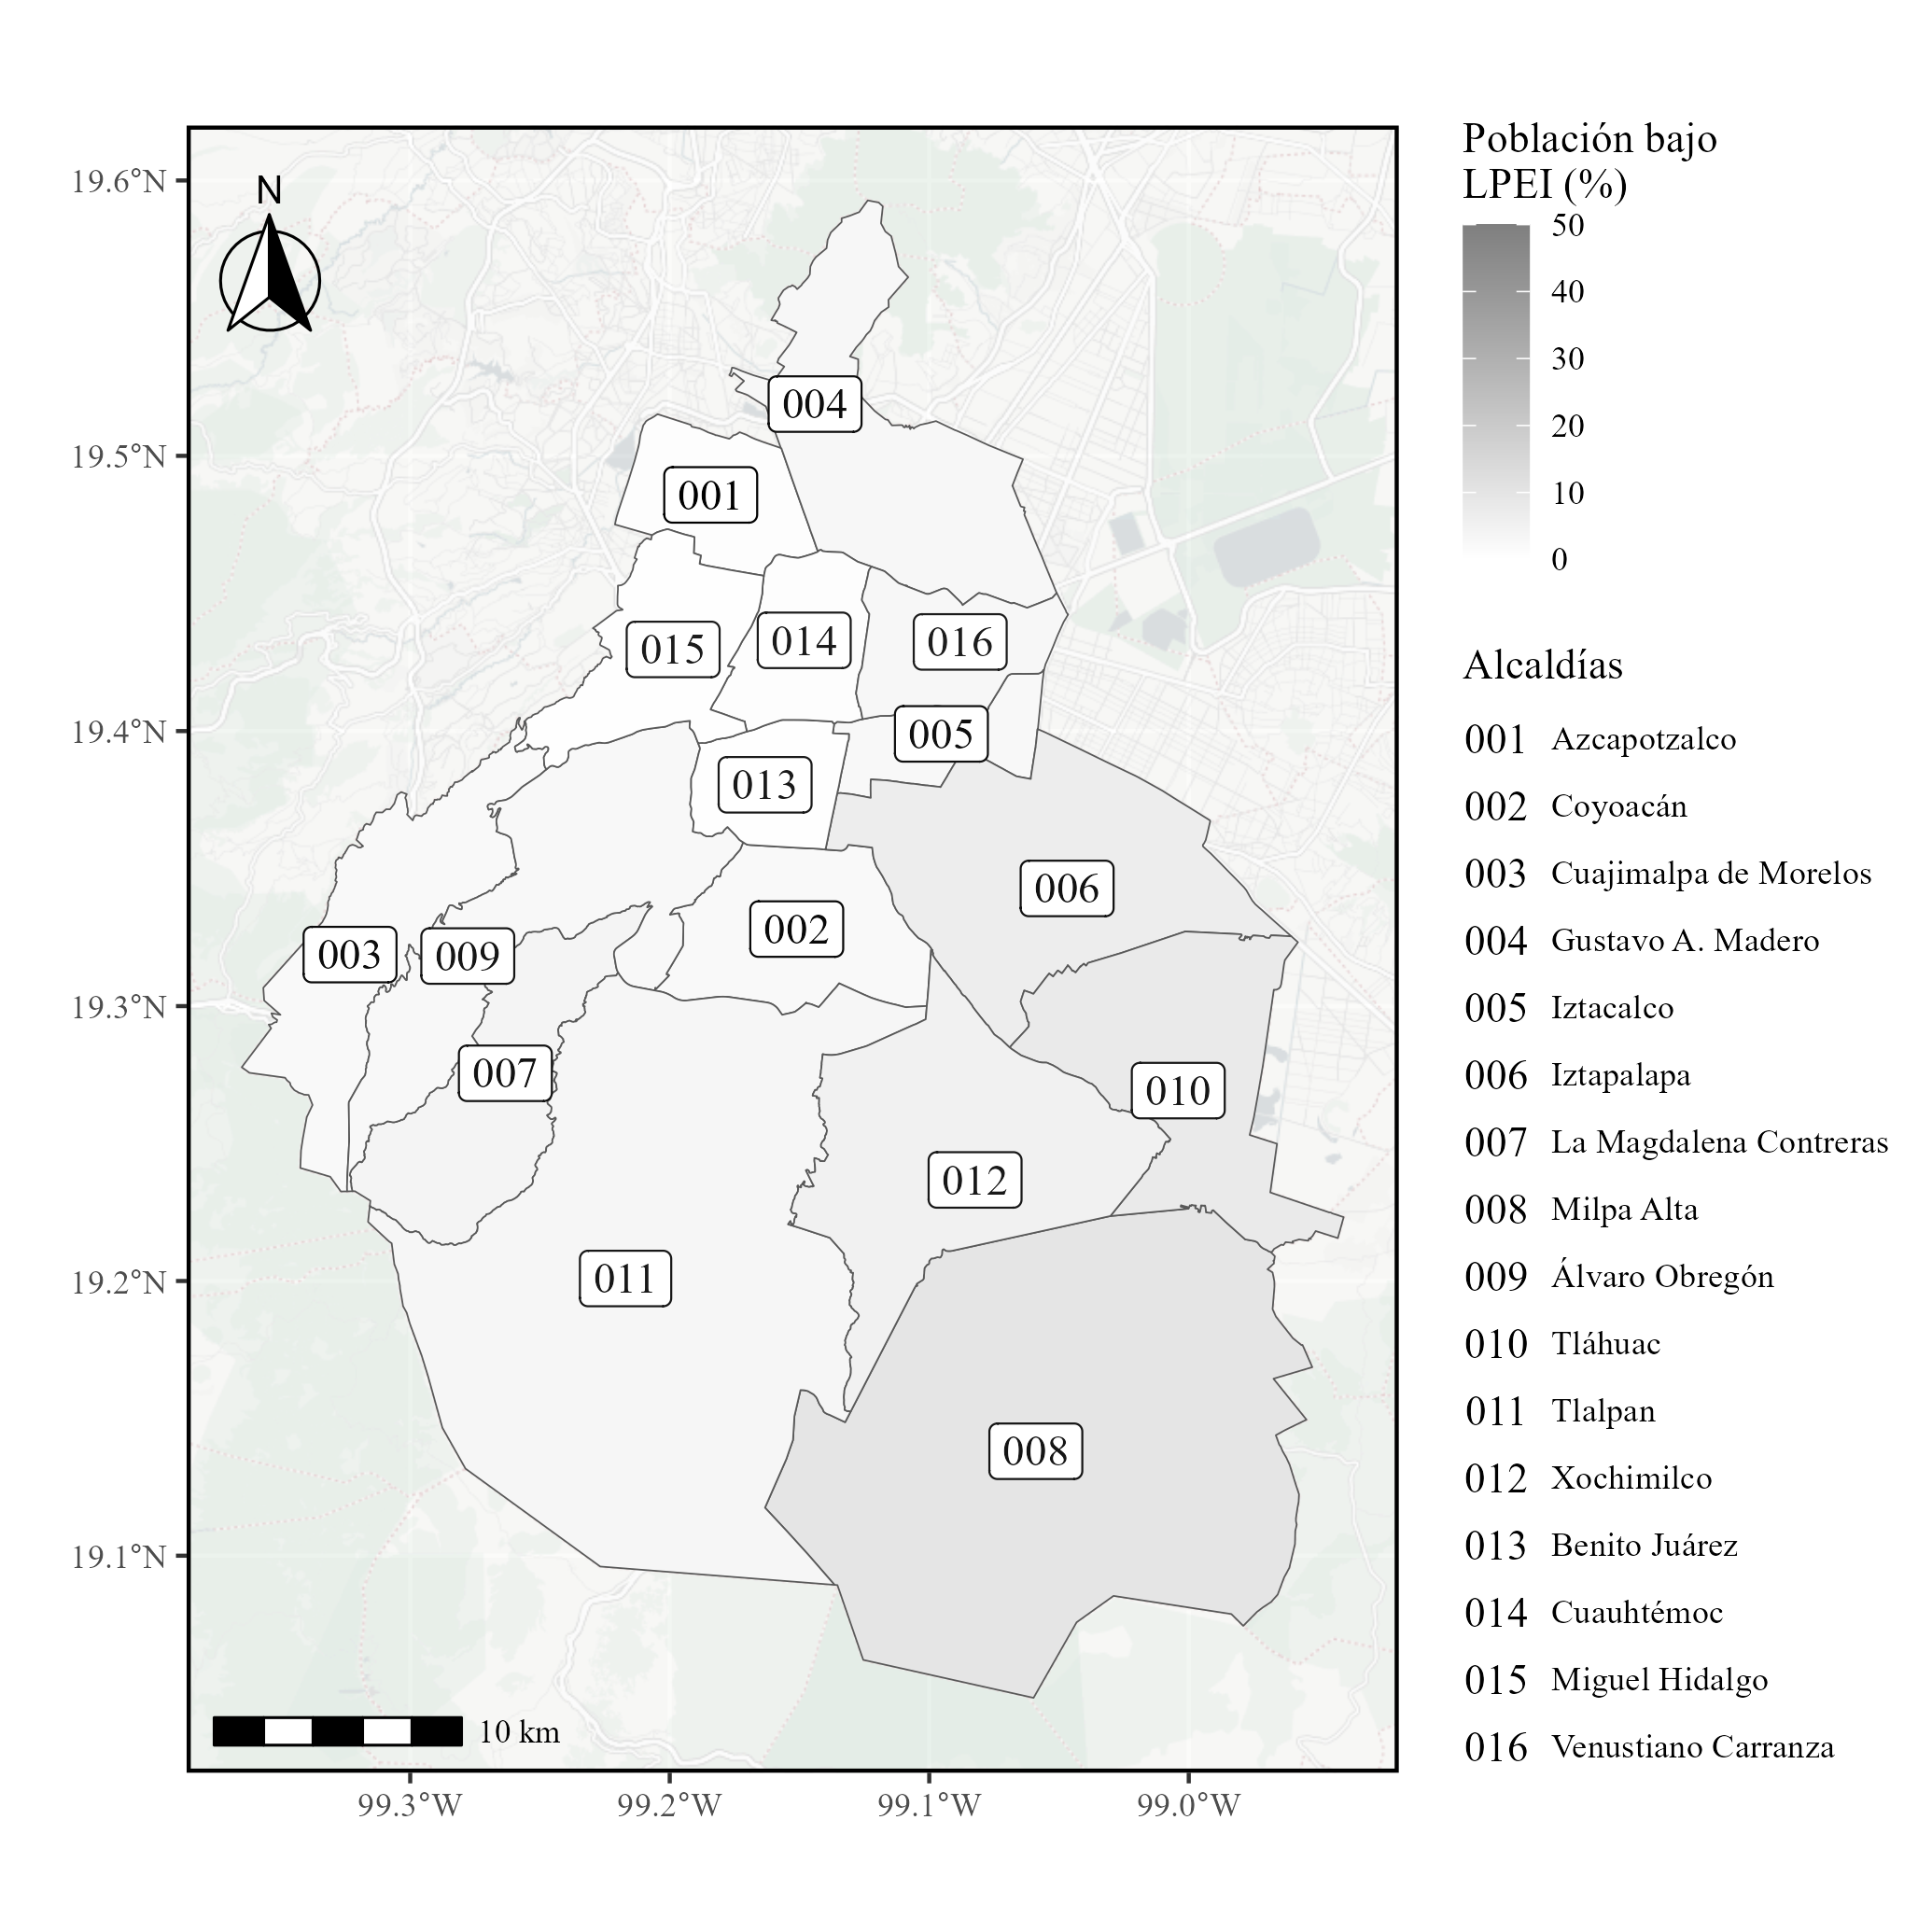 N
19.6°N
19.5°N
19.4°N
19.3°N
19.2°N
19.1°N
99.3°W
99.2°W
99.1°W
99.0°W
004
001
015
014
016
005
013
006
002
003
009
007
010
012
011
008
10 km
Población bajo
LPEI (%)
50
40
30
20
10
0
Alcaldías
001 Azcapotzalco
002 Coyoacán
003 Cuajimalpa de Morelos
004 Gustavo A. Madero
005 Iztacalco
006 Iztapalapa
007 La Magdalena Contreras
008 Milpa Alta
009 Álvaro Obregón
010 Tláhuac
011 Tlalpan
012 Xochimilco
013 Benito Juárez
014 Cuauhtémoc
015 Miguel Hidalgo
016 Venustiano Carranza